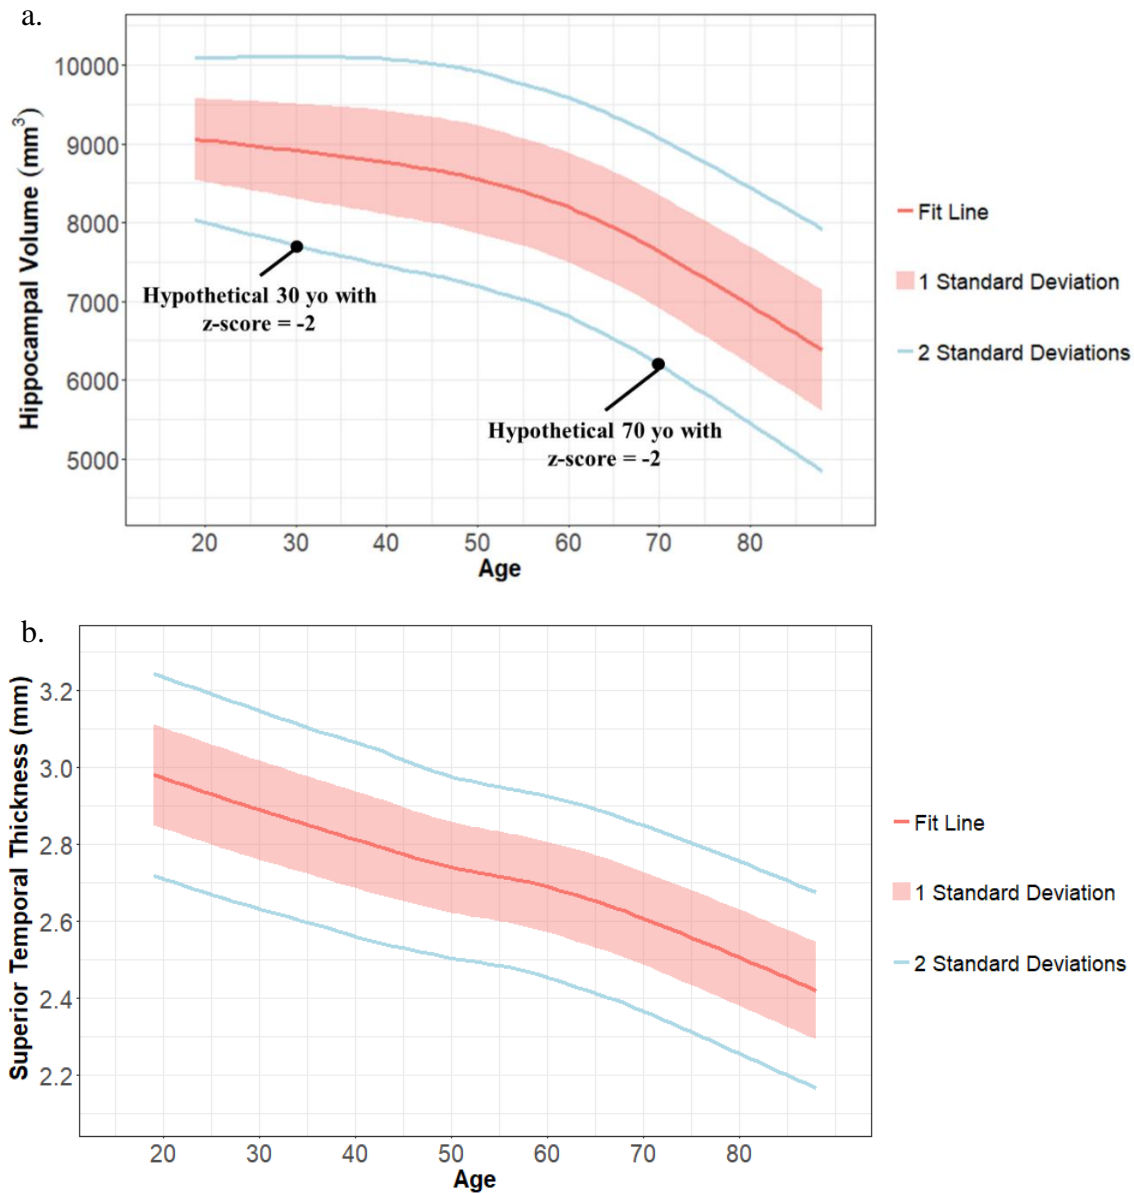 a.
Hippocampal Volume (mm³)
10000
9000
8000
7000
6000
5000
Hypothetical 30 yo with
z-score = -2
Hypothetical 70 yo with
z-score = -2
20 30 40 50 60 70 80
Age
Fit Line
1 Standard Deviation
2 Standard Deviations
b.
Superior Temporal Thickness (mm)
3.2
3.0
2.8
2.6
2.4
2.2
20 30 40 50 60 70 80
Age
Fit Line
1 Standard Deviation
2 Standard Deviations